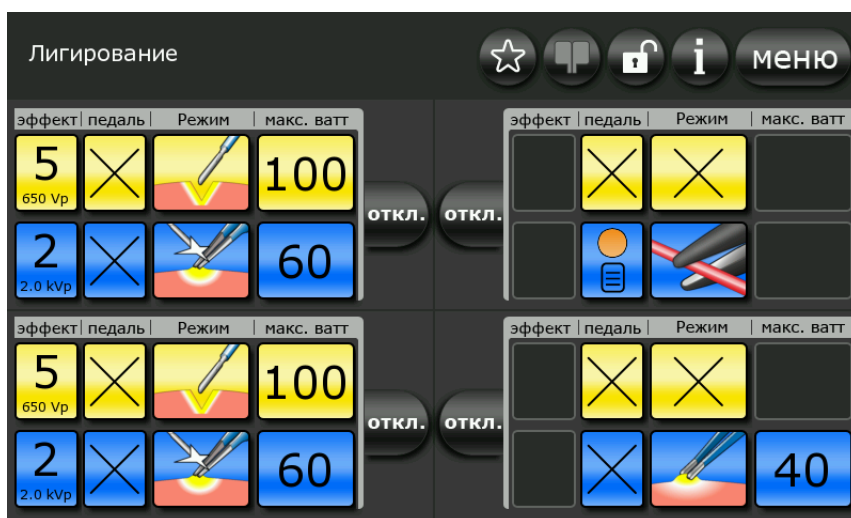 Лигирование
i
меню
эффект педаль Режим макс. ватт
5
650 Vp
100
2
2.0 kVp
60
откл.
эффект педаль Режим макс. ватт
откл.
эффект педаль Режим макс. ватт
5
650 Vp
100
2
2.0 kVp
60
откл.
эффект педаль Режим макс. ватт
40
откл.